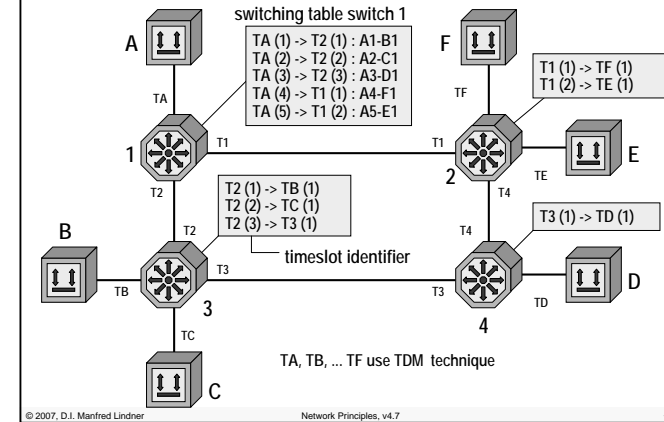 switching table switch 1
A
TA (1) -> T2 (1) : A1-B1
TA (2) -> T2 (2) : A2-C1
TA (3) -> T2 (3) : A3-D1
TA (4) -> T1 (1) : A4-F1
TA (5) -> T1 (2) : A5-E1
F
T1 (1) -> TF (1)
T1 (2) -> TE (1)
TA
TF
1
T1
T1
2
TE
E
T2
T4
T2 (1) -> TB (1)
T2 (2) -> TC (1)
T2 (3) -> T3 (1)
T3 (1) -> TD (1)
B
T2
timeslot identifier
T4
TB
T3
T3
TD
D
3
4
TC
TA, TB, ... TF use TDM technique
C
© 2007, D.I. Manfred Lindner
Network Principles, v4.7